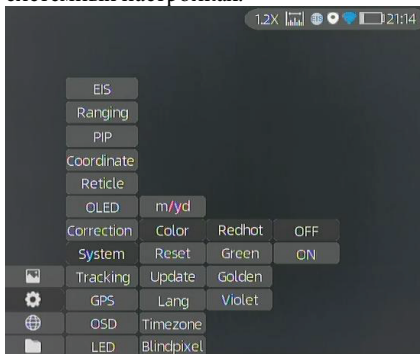 1.2X EIS 21:14
EIS
Ranging
PIP
Coordinate
Reticle
OLED m/yd
Correction Color Redhot OFF
System Reset Green ON
Tracking Update Golden
GPS Lang Violet
OSD Timezone
LED Blindpixel